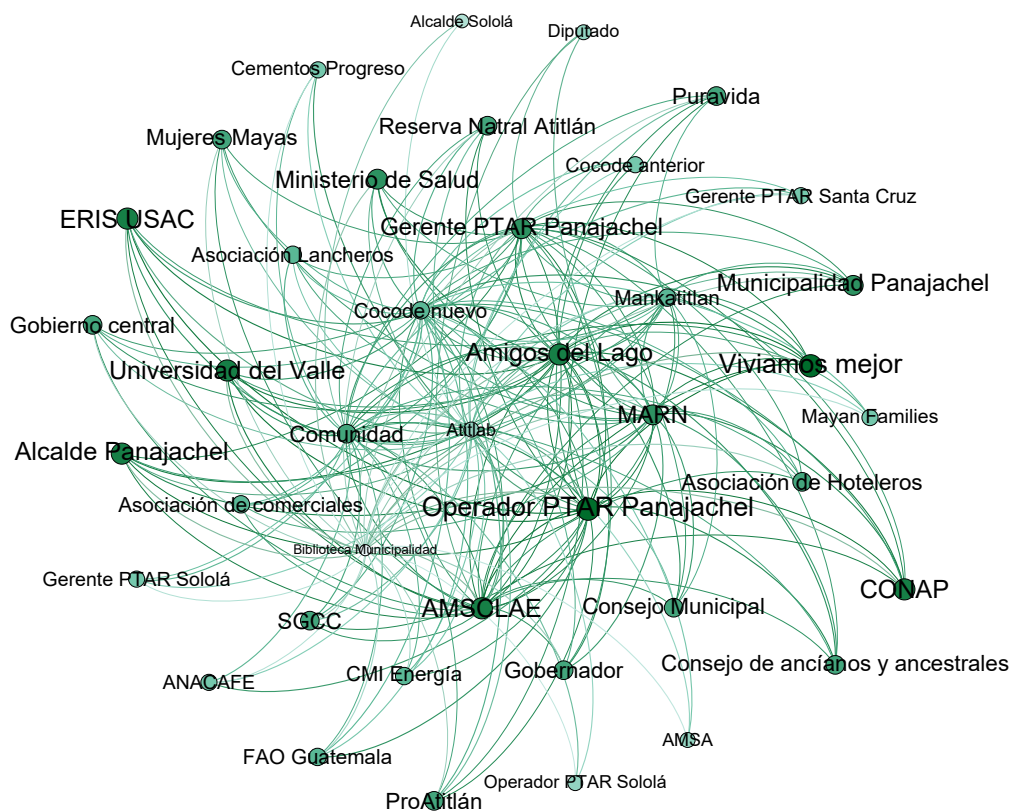 Alcalde Sololá
Diputado
Cementos Progreso
Puravida
Reserva Natral Atitlán
Mujeres Mayas
Cocode anterior
Ministerio de Salud
Gerente PTAR Santa Cruz
ERIS USAC
Gerente PTAR Panajachel
Asociación Lancheros
Municipalidad Panajachel
Mankatitlan
Cocode nuevo
Gobierno central
Amigos del Lago
Viviamos mejor
Universidad del Valle
MARN
Mayan Families
Comunidad
Atitlab
Alcalde Panajachel
Asociación de Hoteleros
Asociación de comerciales
Operador PTAR Panajachel
Biblioteca Municipalidad
Gerente PTAR Sololá
CONAP
AMSCLAE
Consejo Municipal
SGCC
Consejo de ancíanos y ancestrales
Gobernador
CMI Energía
ANACAFE
AMSA
FAO Guatemala
Operador PTAR Sololá
ProAtitlán